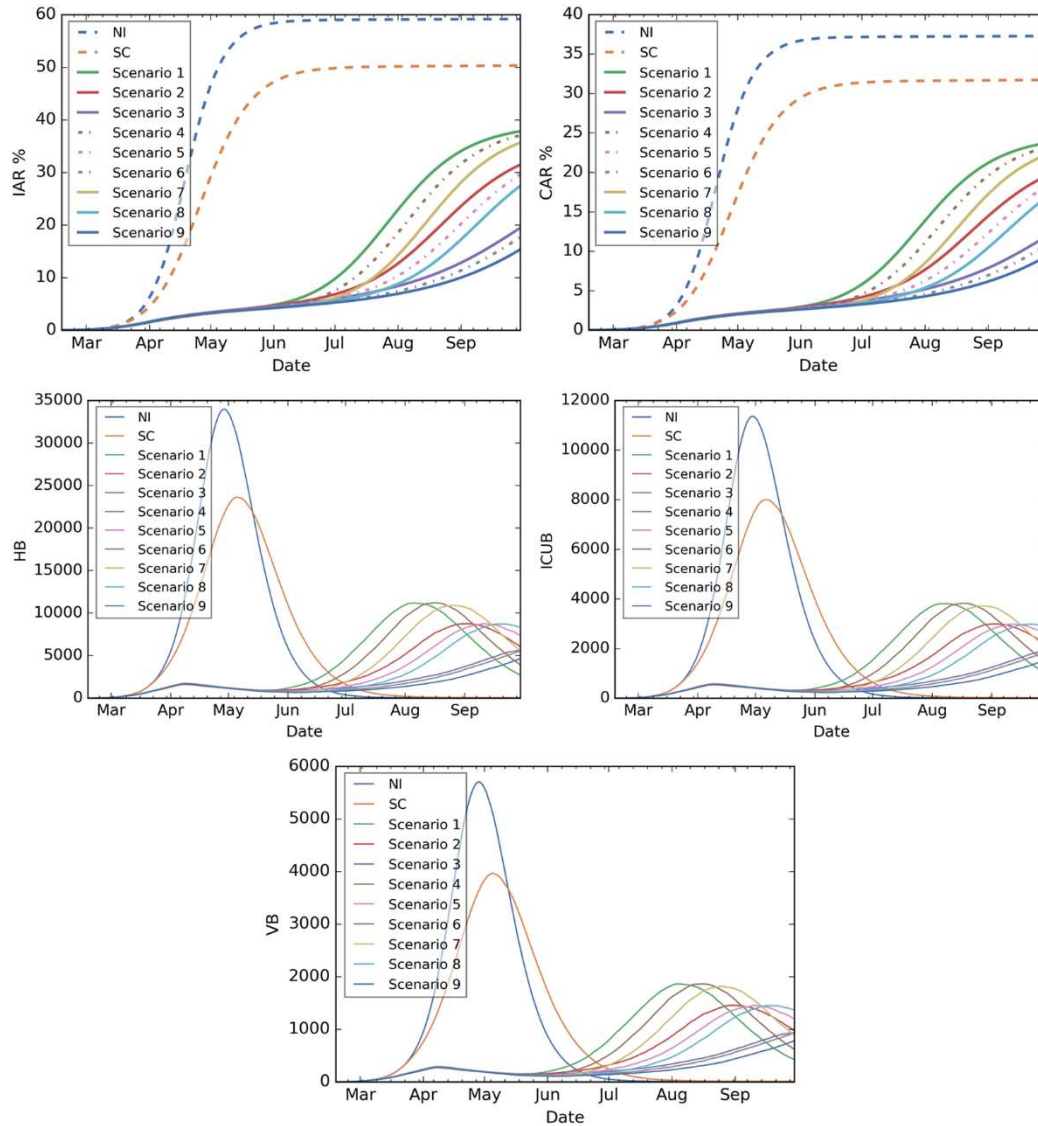 60
50
40
30
20
10
0
IAR %
NI
SC
Scenario 1
Scenario 2
Scenario 3
Scenario 4
Scenario 5
Scenario 6
Scenario 7
Scenario 8
Scenario 9
Mar Apr May Jun Jul Aug Sep
Date
40
35
30
25
20
15
10
5
0
CAR %
NI
SC
Scenario 1
Scenario 2
Scenario 3
Scenario 4
Scenario 5
Scenario 6
Scenario 7
Scenario 8
Scenario 9
Mar Apr May Jun Jul Aug Sep
Date
35000
30000
25000
20000
15000
10000
5000
0
HB
NI
SC
Scenario 1
Scenario 2
Scenario 3
Scenario 4
Scenario 5
Scenario 6
Scenario 7
Scenario 8
Scenario 9
Mar Apr May Jun Jul Aug Sep
Date
12000
10000
8000
6000
4000
2000
0
ICUB
NI
SC
Scenario 1
Scenario 2
Scenario 3
Scenario 4
Scenario 5
Scenario 6
Scenario 7
Scenario 8
Scenario 9
Mar Apr May Jun Jul Aug Sep
Date
6000
5000
4000
3000
2000
1000
0
VB
NI
SC
Scenario 1
Scenario 2
Scenario 3
Scenario 4
Scenario 5
Scenario 6
Scenario 7
Scenario 8
Scenario 9
Mar Apr May Jun Jul Aug Sep
Date